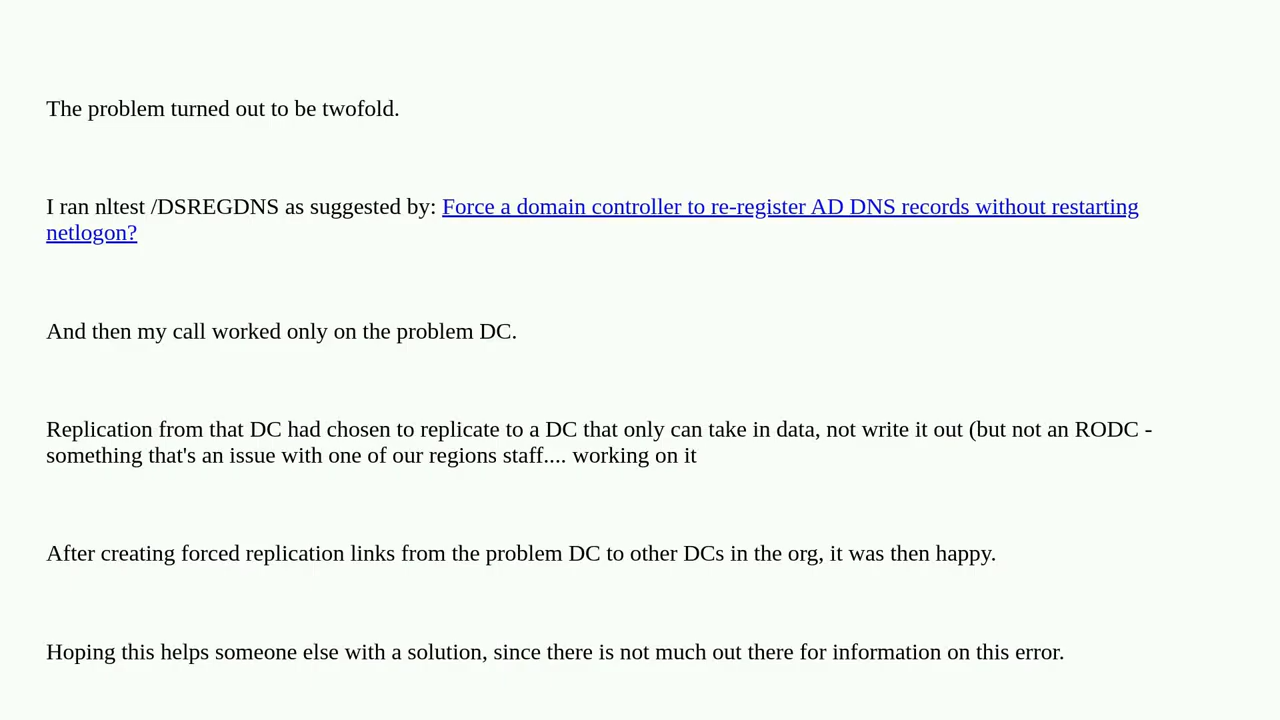 The problem turned out to be twofold.
I ran nltest /DSREGDNS as suggested by: Force a domain controller to re-register AD DNS records without restarting
netlogon?
And then my call worked only on the problem DC.
Replication from that DC had chosen to replicate to a DC that only can take in data, not write it out (but not an RODC -
something that's an issue with one of our regions staff.... working on it
After creating forced replication links from the problem DC to other DCs in the org, it was then happy.
Hoping this helps someone else with a solution, since there is not much out there for information on this error.